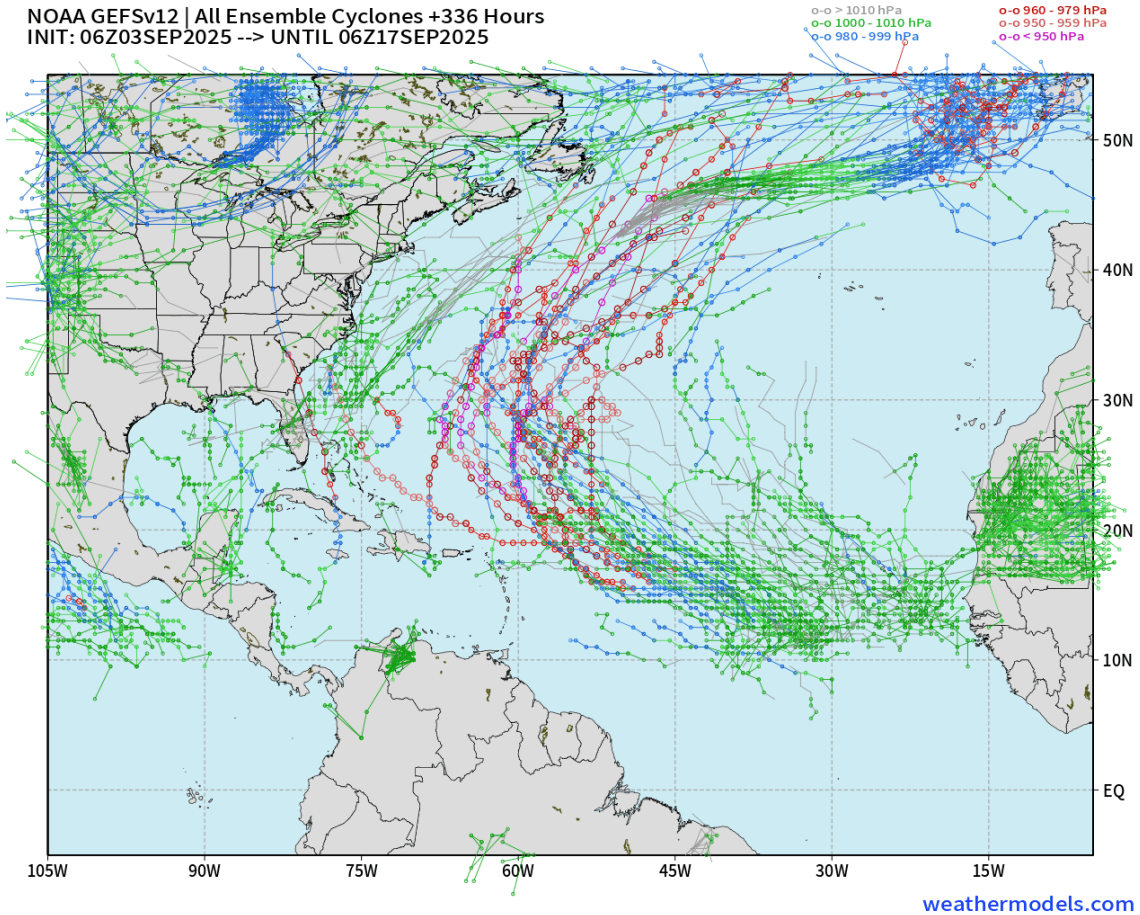 NOAA GEFSv12 | All Ensemble Cyclones +336 Hours
INIT: 06Z03SEP2025 --> UNTIL 06Z17SEP2025
o-o > 1010 hPa
o-o 1000 - 1010 hPa
o-o 980 - 999 hPa
o-o 960 - 979 hPa
o-o 950 - 959 hPa
o-o < 950 hPa
50N
40N
30N
20N
10N
EQ
105W 90W 75W 60W 45W 30W 15W
weathermodels.com